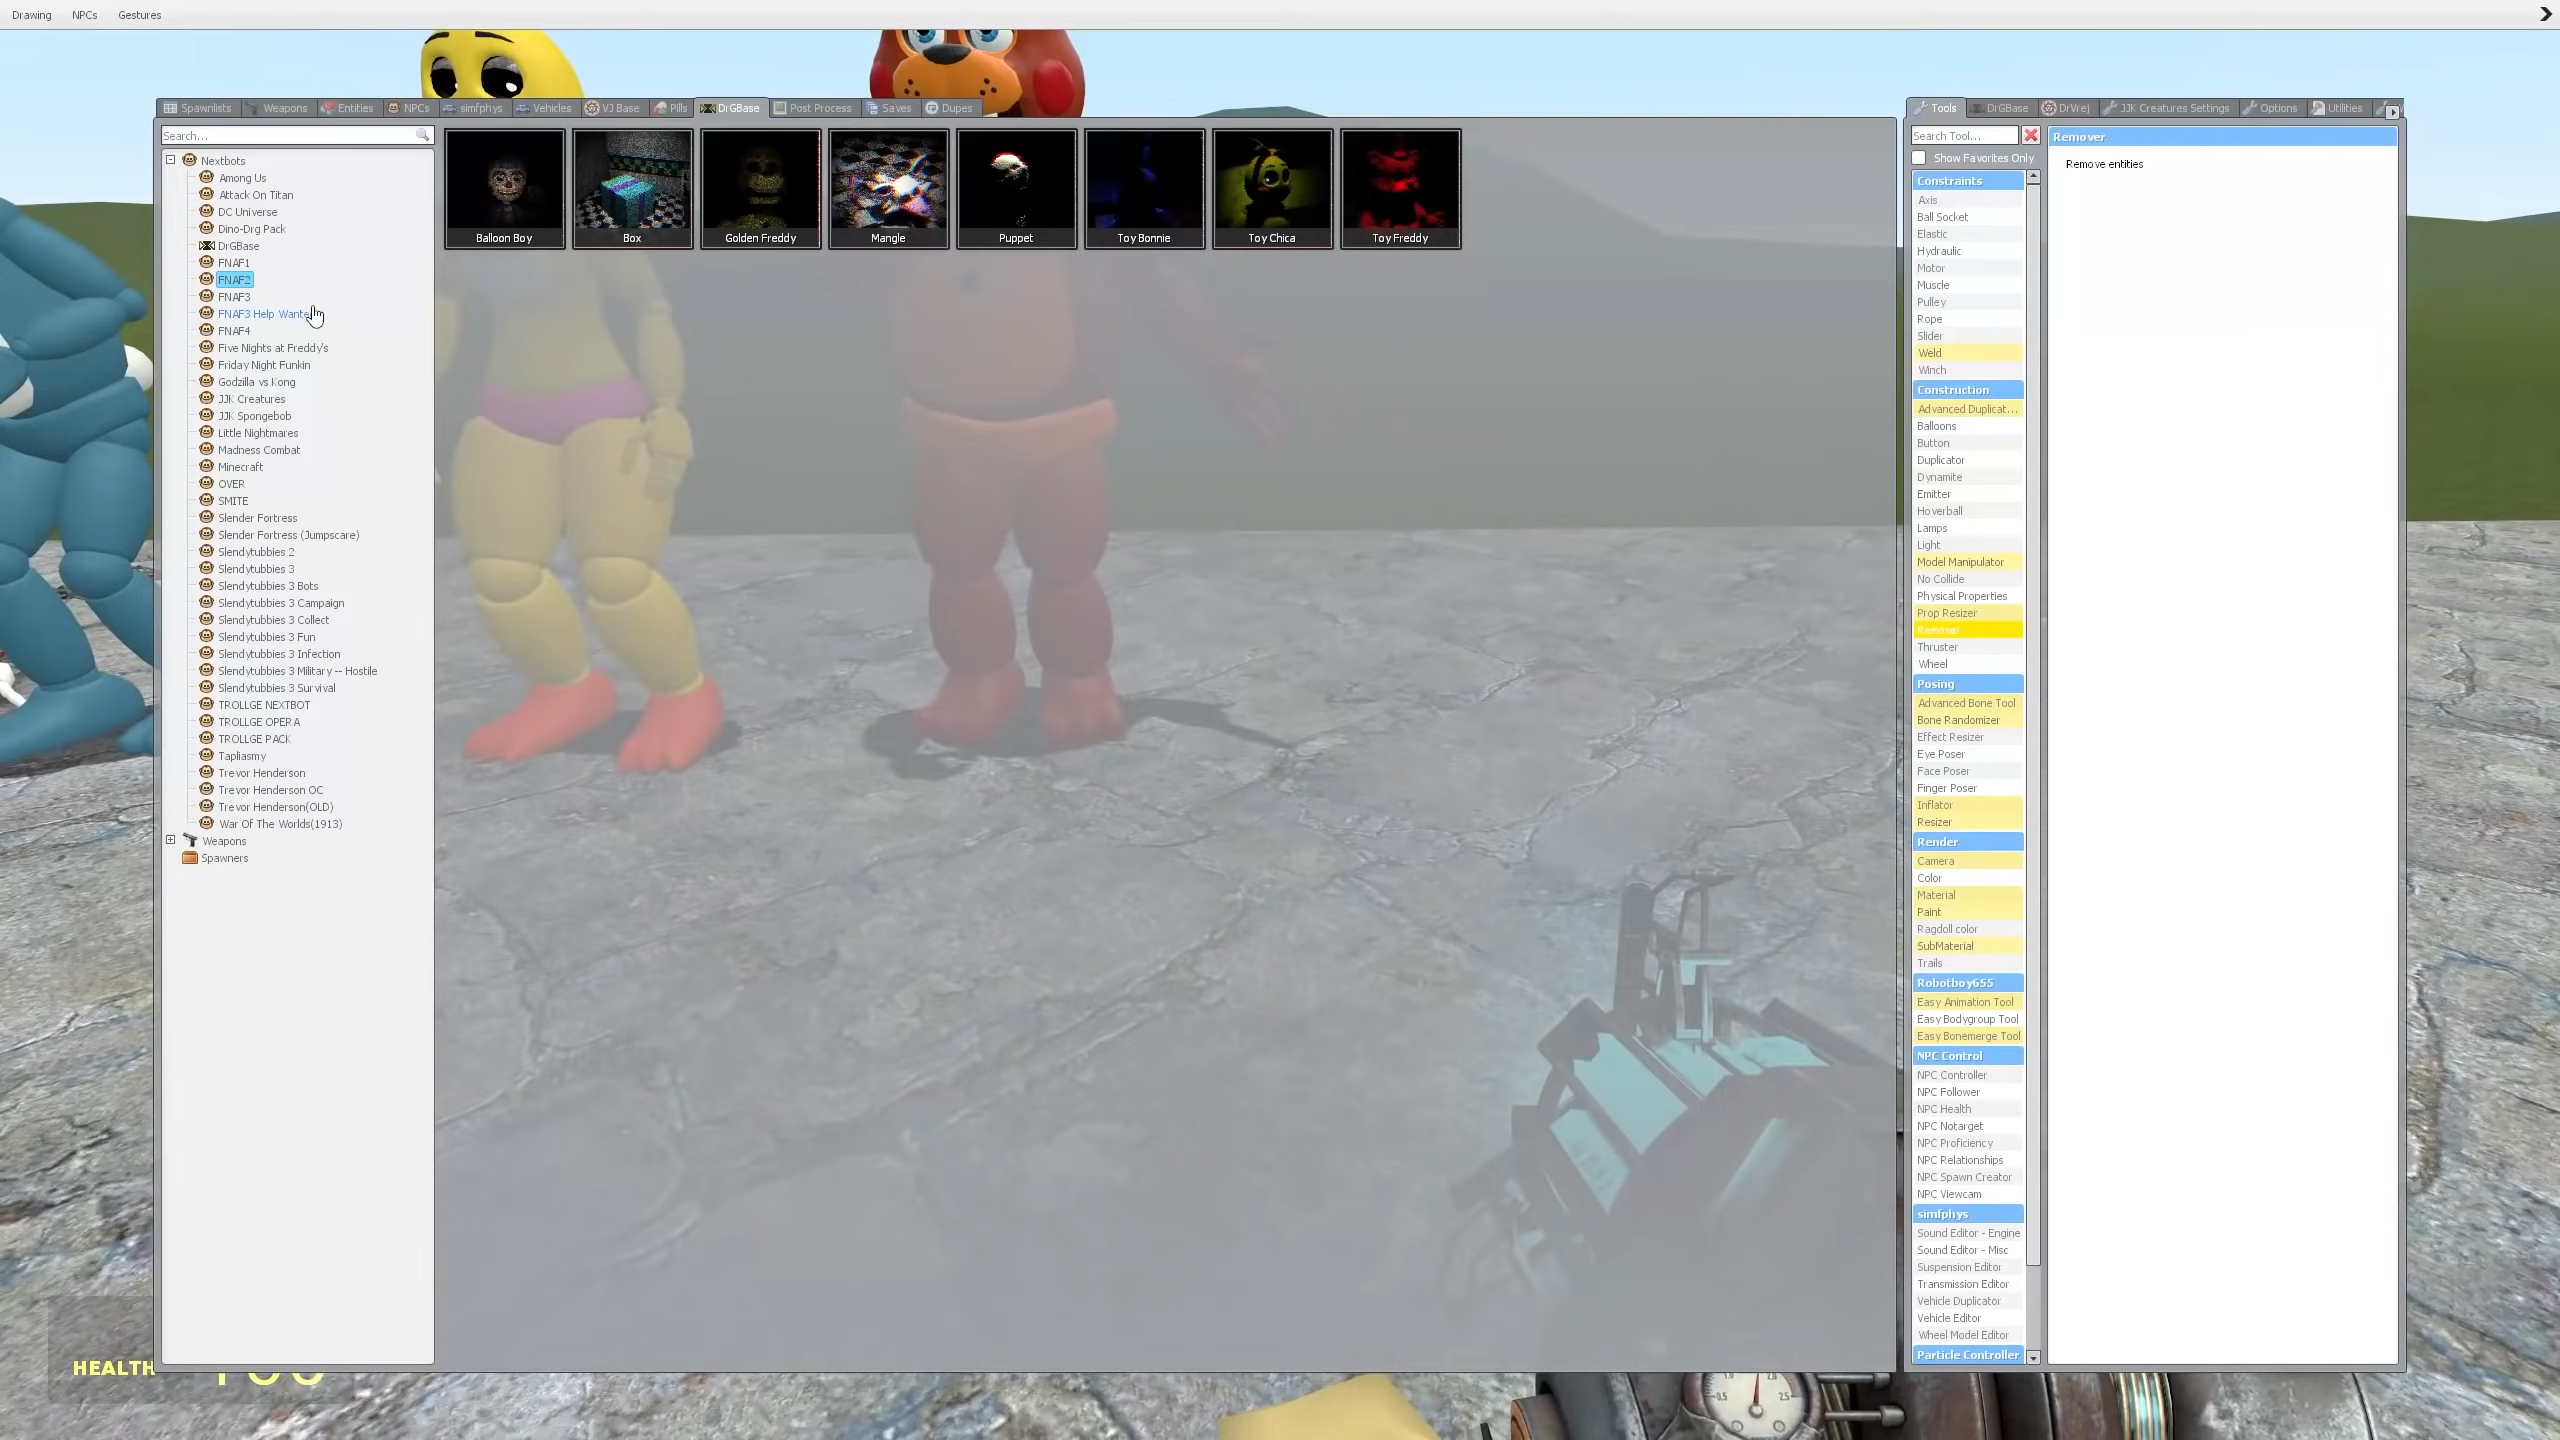 Drawing NPCs Gestures
Spawnlists Weapons Entities NPCs simfphys Vehicles VJ Base Pills DrGBase Post Process Saves Dupes
Search...
Nextbots
Among Us
Attack On Titan
DC Universe
Dino-Drg Pack
DrGBase
FNAF1
FNAF2
FNAF3
FNAF3 Help Wante
FNAF4
Five Nights at Freddy's
Friday Night Funkin
Godzilla vs Kong
JJK Creatures
JJK Spongebob
Little Nightmares
Madness Combat
Minecraft
OVER
SMITE
Slender Fortress
Slender Fortress (Jumpscare)
Slendytubbies 2
Slendytubbies 3
Slendytubbies 3 Bots
Slendytubbies 3 Campaign
Slendytubbies 3 Collect
Slendytubbies 3 Fun
Slendytubbies 3 Infection
Slendytubbies 3 Military -- Hostile
Slendytubbies 3 Survival
TROLLGE NEXTBOT
TROLLGE OPERA
TROLLGE PACK
Tapliasmy
Trevor Henderson
Trevor Henderson OC
Trevor Henderson(OLD)
War Of The Worlds(1913)
Weapons
Spawners
Balloon Boy Box Golden Freddy Mangle Puppet Toy Bonnie Toy Chica Toy Freddy
Tools DrGBase DrVrej JJK Creatures Settings Options Utilities
Search Tool...
Show Favorites Only
Constraints
Axis
Ball Socket
Elastic
Hydraulic
Motor
Muscle
Pulley
Rope
Slider
Weld
Winch
Construction
Advanced Duplicat...
Balloons
Button
Duplicator
Dynamite
Emitter
Hoverball
Lamps
Light
Model Manipulator
No Collide
Physical Properties
Prop Resizer
Remover
Thruster
Wheel
Posing
Advanced Bone Tool
Bone Randomizer
Effect Resizer
Eye Poser
Face Poser
Finger Poser
Inflator
Resizer
Render
Camera
Color
Material
Paint
Ragdoll color
SubMaterial
Trails
Robotboy655
Easy Animation Tool
Easy Bodygroup Tool
Easy Bonemerge Tool
NPC Control
NPC Controller
NPC Follower
NPC Health
NPC Notarget
NPC Proficiency
NPC Relationships
NPC Spawn Creator
NPC Viewcam
simfphys
Sound Editor - Engine
Sound Editor - Misc
Suspension Editor
Transmission Editor
Vehicle Duplicator
Vehicle Editor
Wheel Model Editor
Particle Controller
Remover
Remove entities
HEALTH